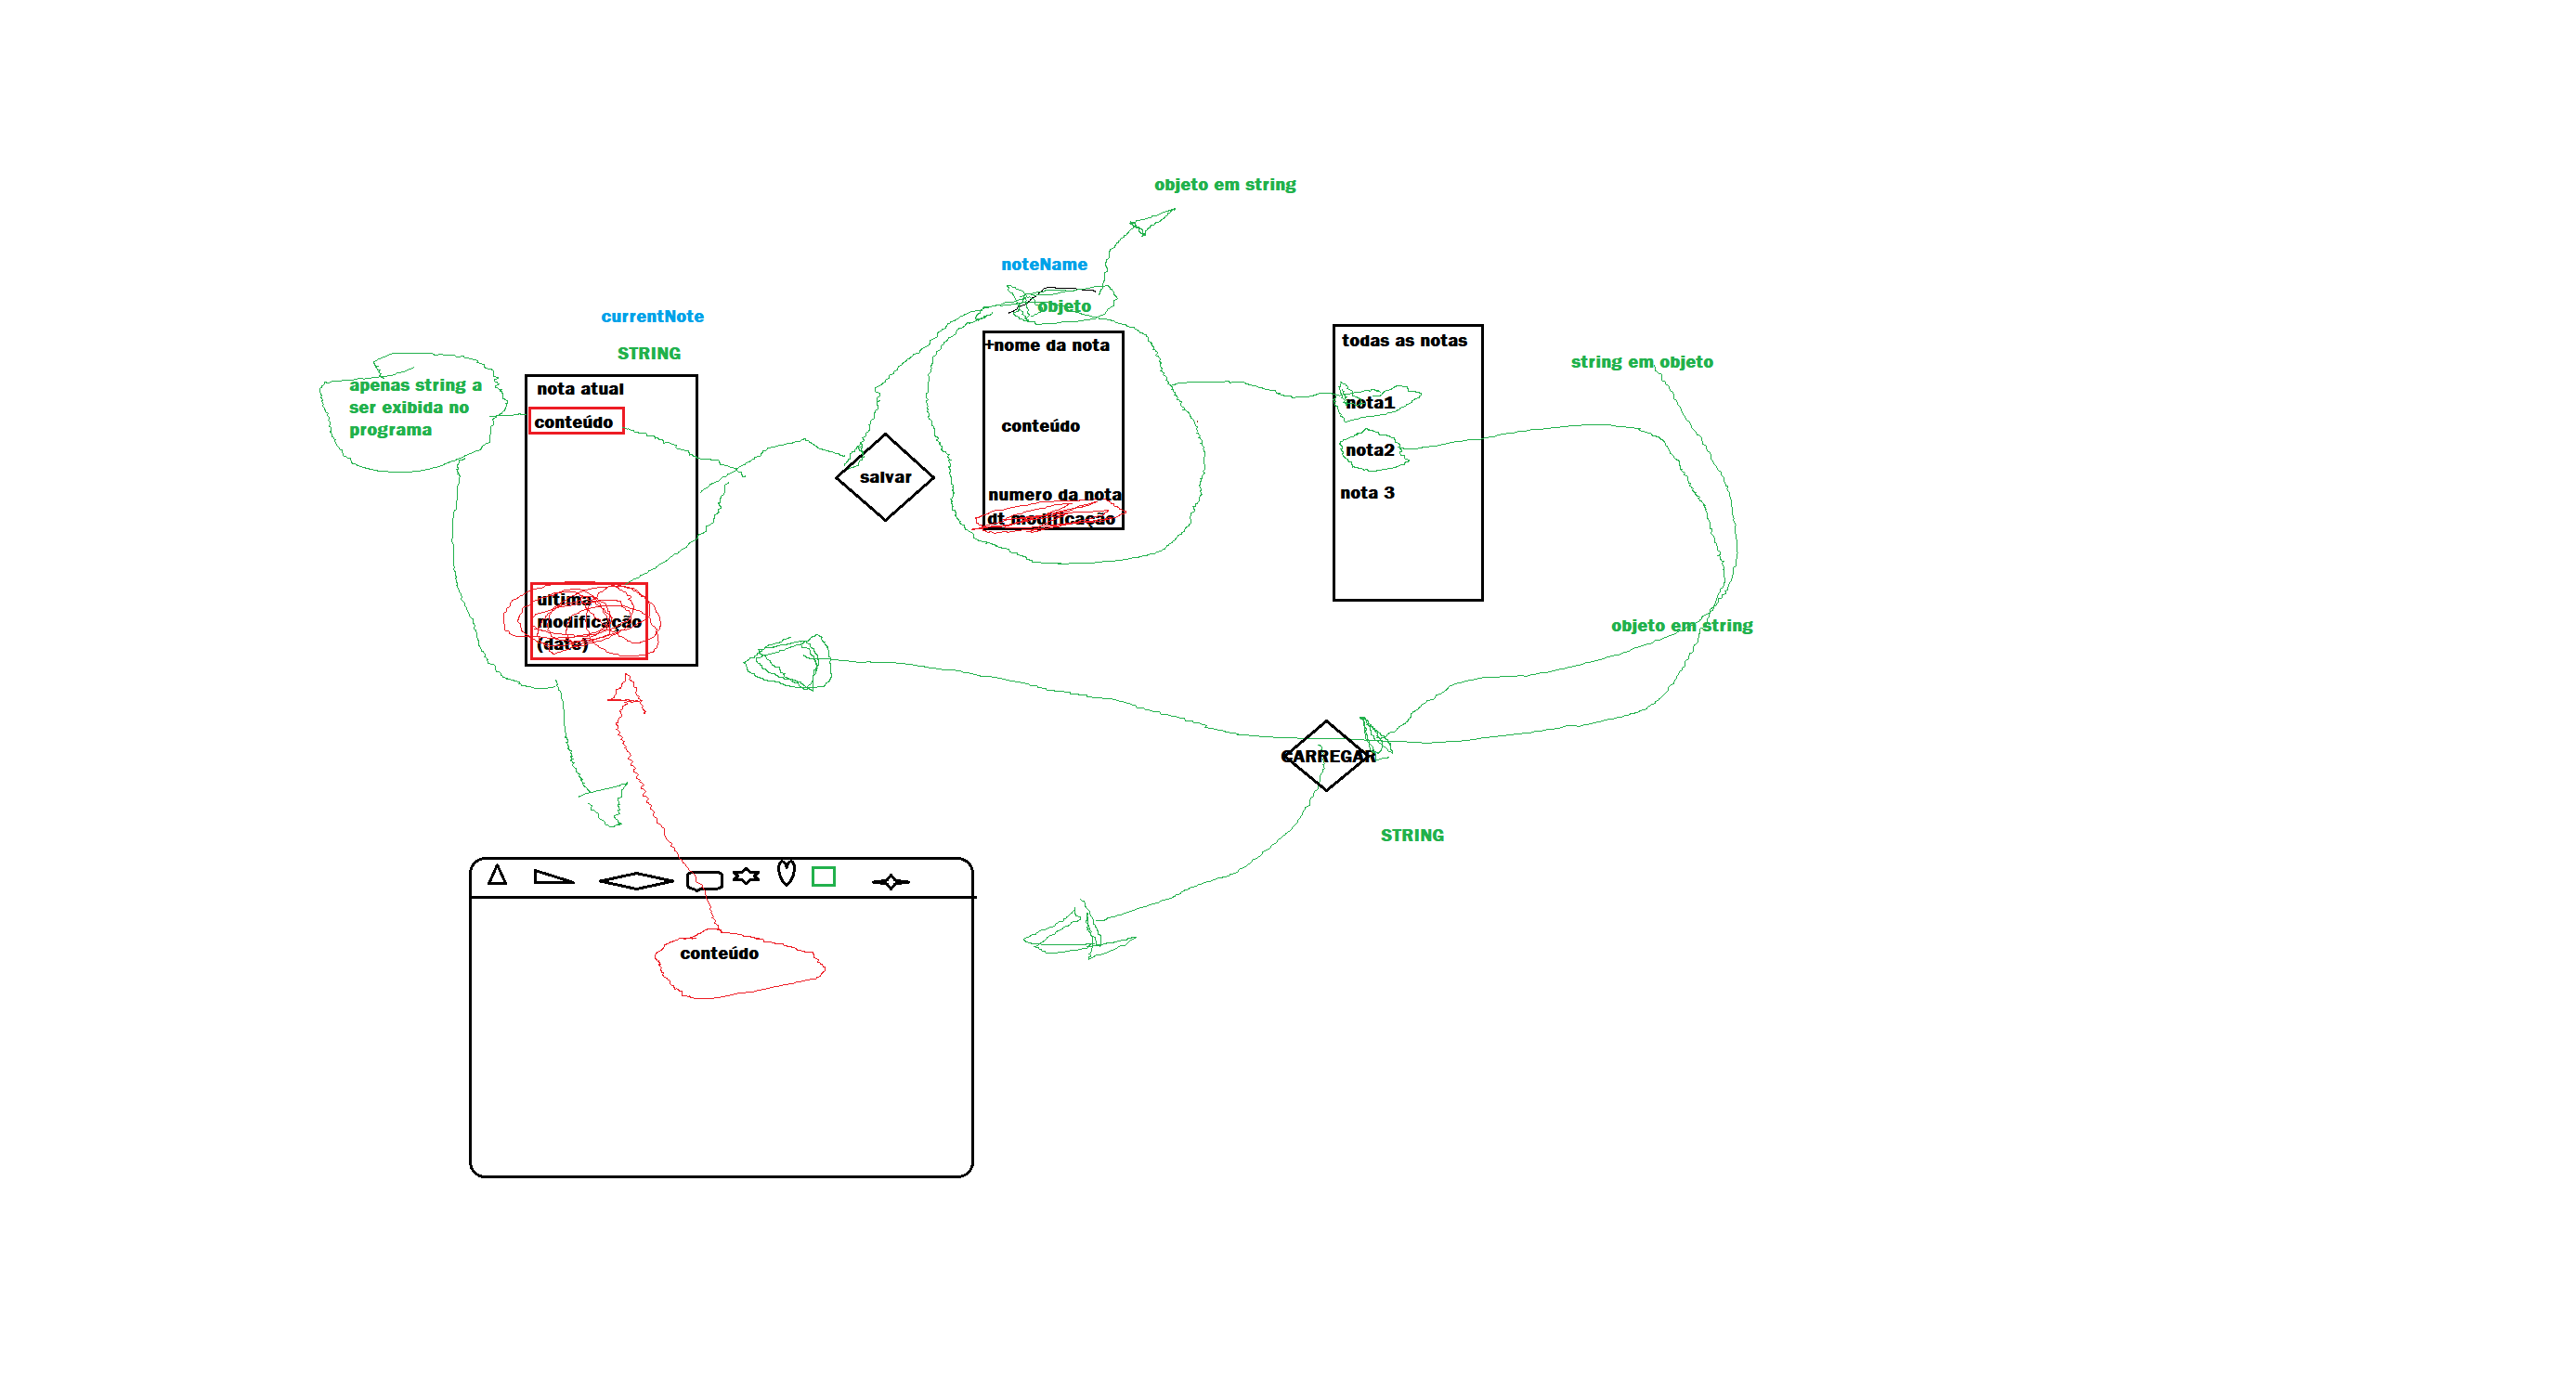 objeto em string
noteName
objeto
currentNote
STRING
apenas string a
ser exibida no
programa
nota atual
conteúdo
ultima
modificação
(date)
salvar
+nome da nota
conteúdo
numero da nota
dt modificação
todas as notas
nota1
nota2
nota 3
string em objeto
objeto em string
CARREGAR
STRING
conteúdo